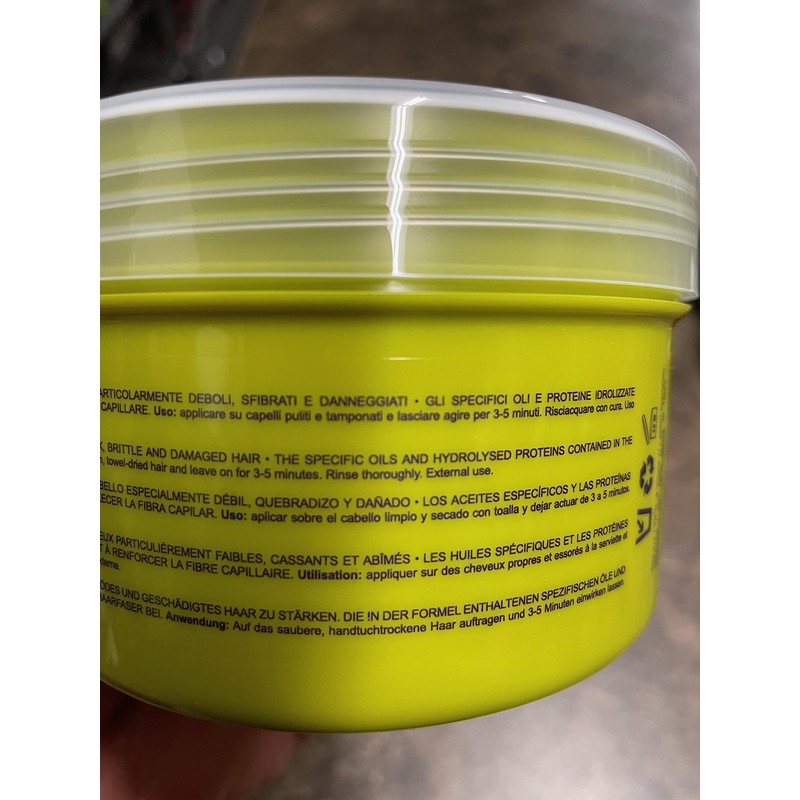 ARTICOLARMENTE DEBOLI, SFIBRATI E DANNEGGIATI • GLI SPECIFICI OLI E PROTEINE IDROLIZZATE
CAPILLARE. Uso: applicare su capelli puliti e tamponati e lasciare agire per 3-5 minuti. Risciacquare con cura. Uso
K, BRITTLE AND DAMAGED HAIR • THE SPECIFIC OILS AND HYDROLYSED PROTEINS CONTAINED IN THE
n, towel-dried hair and leave on for 3-5 minutes. Rinse thoroughly. External use.
BELLO ESPECIALMENTE DÉBIL, QUEBRADIZO Y DAÑADO • LOS ACEITES ESPECÍFICOS Y LAS PROTEÍNAS
ECER LA FIBRA CAPILAR. Uso: aplicar sobre el cabello limpio y secado con toalla y dejar actuar de 3 a 5 minutos.
EUX PARTICULIÈREMENT FAIBLES, CASSANTS ET ABÎMÉS • LES HUILES SPÉCIFIQUES ET LES PROTÉINES
T À RENFORCER LA FIBRE CAPILLAIRE. Utilisation: appliquer sur des cheveux propres et essorés à la serviette et
xterne.
ÖDES UND GESCHÄDIGTES HAAR ZU STÄRKEN. DIE IN DER FORMEL ENTHALTENEN SPEZIFISCHEN ÖLE UND
HAARFASER BEI. Anwendung: Auf das saubere, handtuchtrockene Haar auftragen und 3-5 Minuten einwirken lassen.